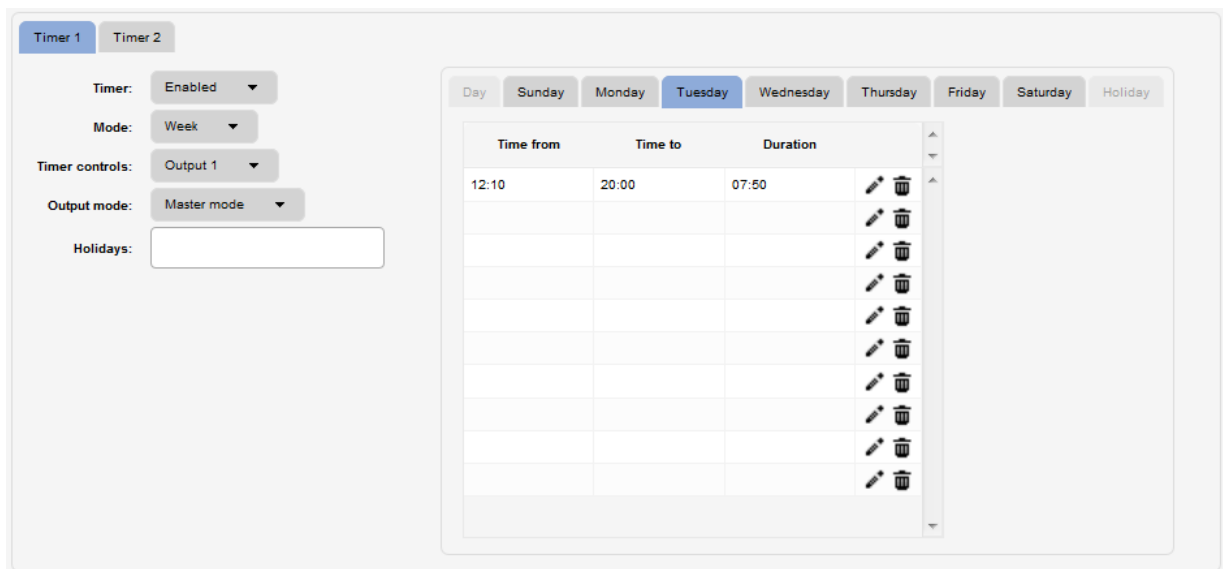 Timer 1 Timer 2
Timer: Enabled
Mode: Week
Timer controls: Output 1
Output mode: Master mode
Holidays:
Day Sunday Monday Tuesday Wednesday Thursday Friday Saturday Holiday
Time from Time to Duration
12:10 20:00 07:50